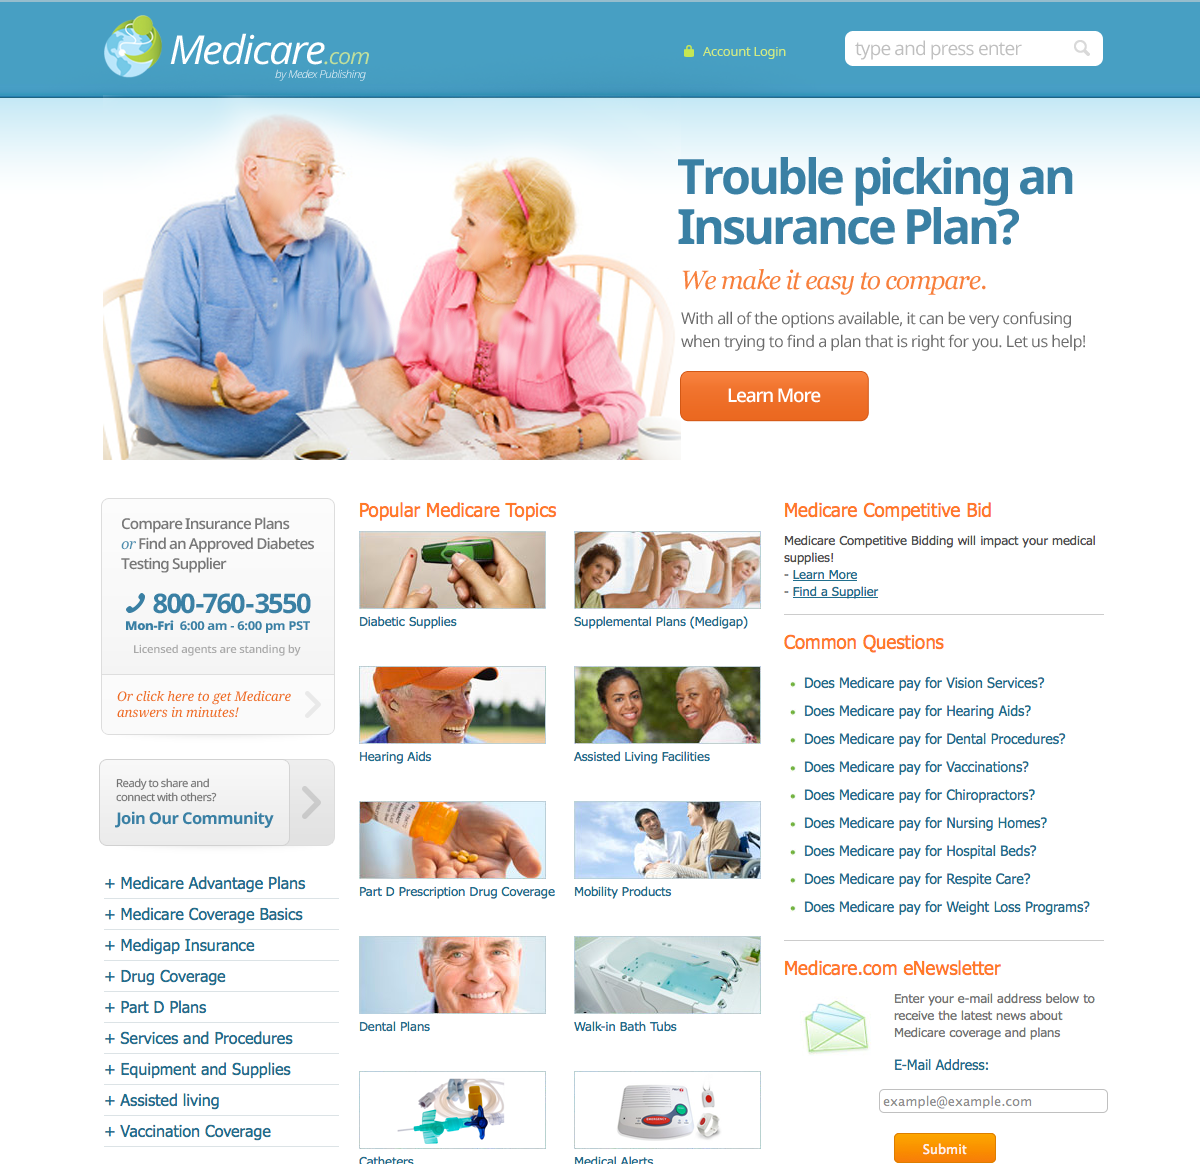 Medicare.com
by Medex Publishing
Account Login
type and press enter
Trouble picking an
Insurance Plan?
We make it easy to compare.
With all of the options available, it can be very confusing
when trying to find a plan that is right for you. Let us help!
Learn More
Compare Insurance Plans
or Find an Approved Diabetes
Testing Supplier
800-760-3550
Mon-Fri 6:00 am - 6:00 pm PST
Licensed agents are standing by
Or click here to get Medicare
answers in minutes!
Ready to share and
connect with others?
Join Our Community
+ Medicare Advantage Plans
+ Medicare Coverage Basics
+ Medigap Insurance
+ Drug Coverage
+ Part D Plans
+ Services and Procedures
+ Equipment and Supplies
+ Assisted living
+ Vaccination Coverage
Popular Medicare Topics
Diabetic Supplies
Supplemental Plans (Medigap)
Hearing Aids
Assisted Living Facilities
Part D Prescription Drug Coverage
Mobility Products
Dental Plans
Walk-in Bath Tubs
Catheters
Medical Alerts
Medicare Competitive Bid
Medicare Competitive Bidding will impact your medical
supplies!
- Learn More
- Find a Supplier
Common Questions
• Does Medicare pay for Vision Services?
• Does Medicare pay for Hearing Aids?
• Does Medicare pay for Dental Procedures?
• Does Medicare pay for Vaccinations?
• Does Medicare pay for Chiropractors?
• Does Medicare pay for Nursing Homes?
• Does Medicare pay for Hospital Beds?
• Does Medicare pay for Respite Care?
• Does Medicare pay for Weight Loss Programs?
Medicare.com eNewsletter
Enter your e-mail address below to
receive the latest news about
Medicare coverage and plans
E-Mail Address:
example@example.com
Submit